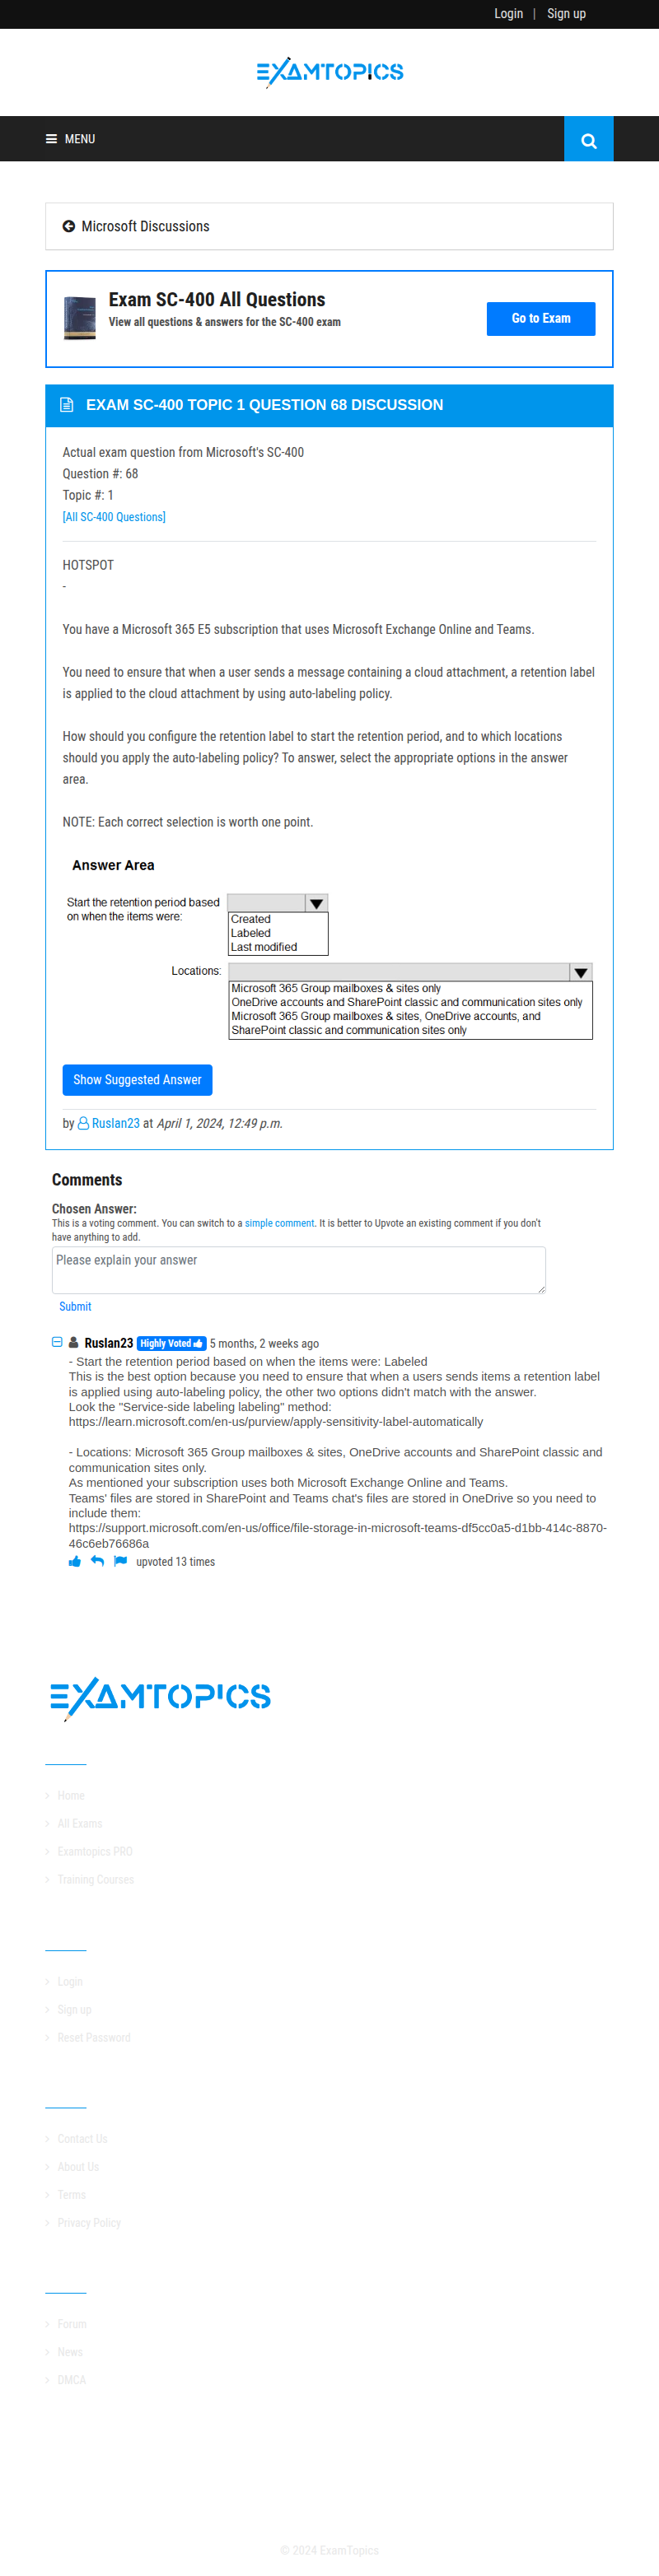 Login | Sign up
EXAMTOPICS
MENU
Microsoft Discussions
Exam SC-400 All Questions
View all questions & answers for the SC-400 exam
Go to Exam
EXAM SC-400 TOPIC 1 QUESTION 68 DISCUSSION
Actual exam question from Microsoft's SC-400
Question #: 68
Topic #: 1
[All SC-400 Questions]
HOTSPOT
-
You have a Microsoft 365 E5 subscription that uses Microsoft Exchange Online and Teams.
You need to ensure that when a user sends a message containing a cloud attachment, a retention label
is applied to the cloud attachment by using auto-labeling policy.
How should you configure the retention label to start the retention period, and to which locations
should you apply the auto-labeling policy? To answer, select the appropriate options in the answer
area.
NOTE: Each correct selection is worth one point.
Answer Area
Start the retention period based
on when the items were:
Created
Labeled
Last modified
Locations:
Microsoft 365 Group mailboxes & sites only
OneDrive accounts and SharePoint classic and communication sites only
Microsoft 365 Group mailboxes & sites, OneDrive accounts, and
SharePoint classic and communication sites only
Show Suggested Answer
by Ruslan23 at April 1, 2024, 12:49 p.m.
Comments
Chosen Answer:
This is a voting comment. You can switch to a simple comment. It is better to Upvote an existing comment if you don't
have anything to add.
Please explain your answer
Submit
Ruslan23 Highly Voted 5 months, 2 weeks ago
- Start the retention period based on when the items were: Labeled
This is the best option because you need to ensure that when a users sends items a retention label
is applied using auto-labeling policy, the other two options didn't match with the answer.
Look the "Service-side labeling labeling" method:
https://learn.microsoft.com/en-us/purview/apply-sensitivity-label-automatically
- Locations: Microsoft 365 Group mailboxes & sites, OneDrive accounts and SharePoint classic and
communication sites only.
As mentioned your subscription uses both Microsoft Exchange Online and Teams.
Teams' files are stored in SharePoint and Teams chat's files are stored in OneDrive so you need to
include them:
https://support.microsoft.com/en-us/office/file-storage-in-microsoft-teams-df5cc0a5-d1bb-414c-8870-
46c6eb76686a
upvoted 13 times
EXAMTOPICS
Home
All Exams
Examtopics PRO
Training Courses
Login
Sign up
Reset Password
Contact Us
About Us
Terms
Privacy Policy
Forum
News
DMCA
© 2024 ExamTopics